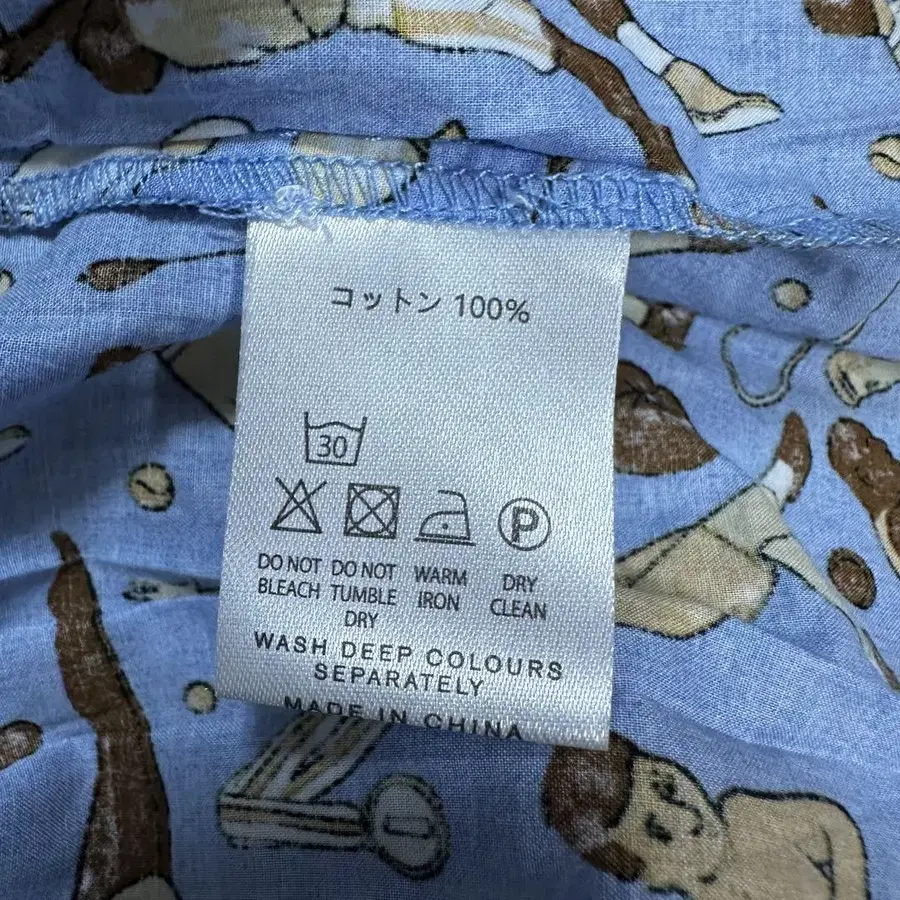 コットン 100%
30
P
DO NOT DO NOT WARM DRY
BLEACH TUMBLE IRON CLEAN
DRY
WASH DEEP COLOURS
SEPARATELY
MADE IN CHINA